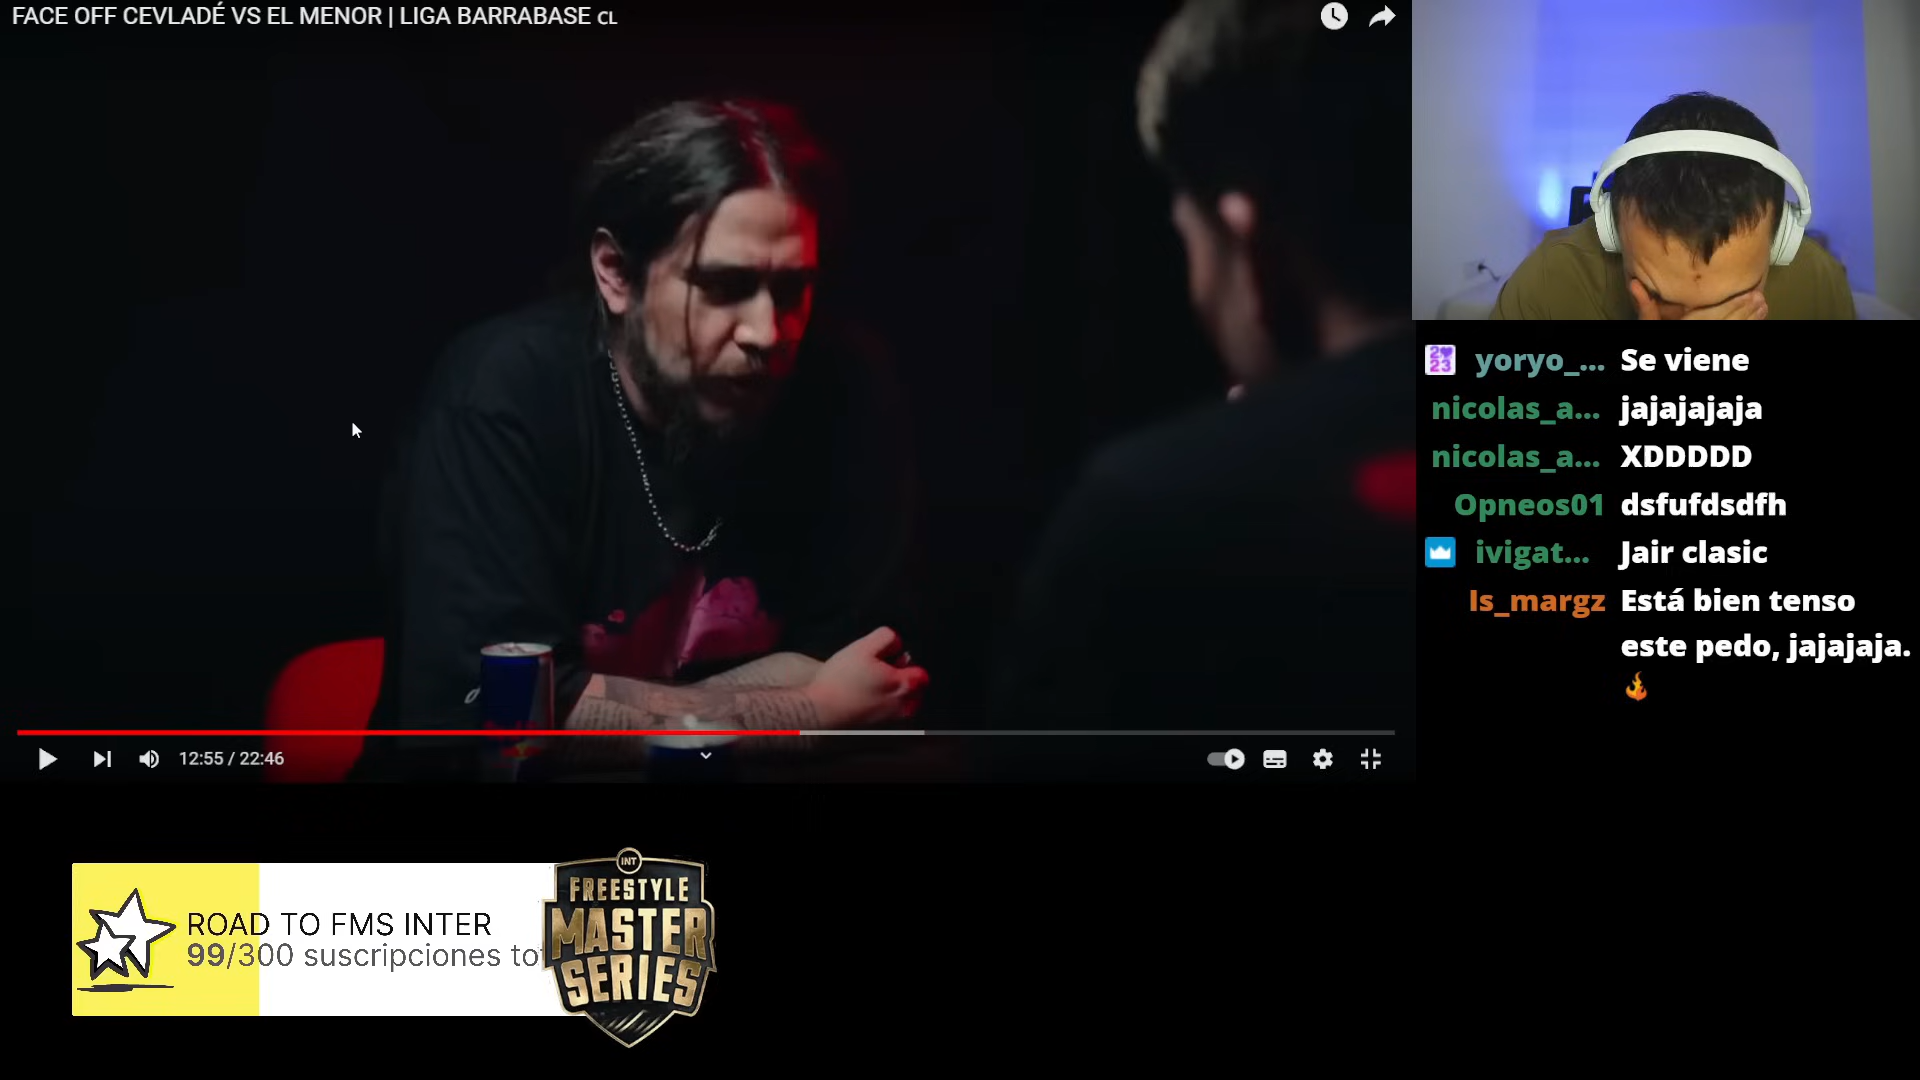 FACE OFF CEVLADÉ VS EL MENOR | LIGA BARRABASE CL
yoryo_... Se viene
nicolas_a... jajajajaja
nicolas_a... XDDDDD
Opneos01 dsfufdsdfh
ivigat... Jair clasic
Is_margz Está bien tenso
este pedo, jajajaja.
12:55 / 22:46
INT
FREESTYLE
MASTER
SERIES
ROAD TO FMS INTER
99/300 suscripciones tot